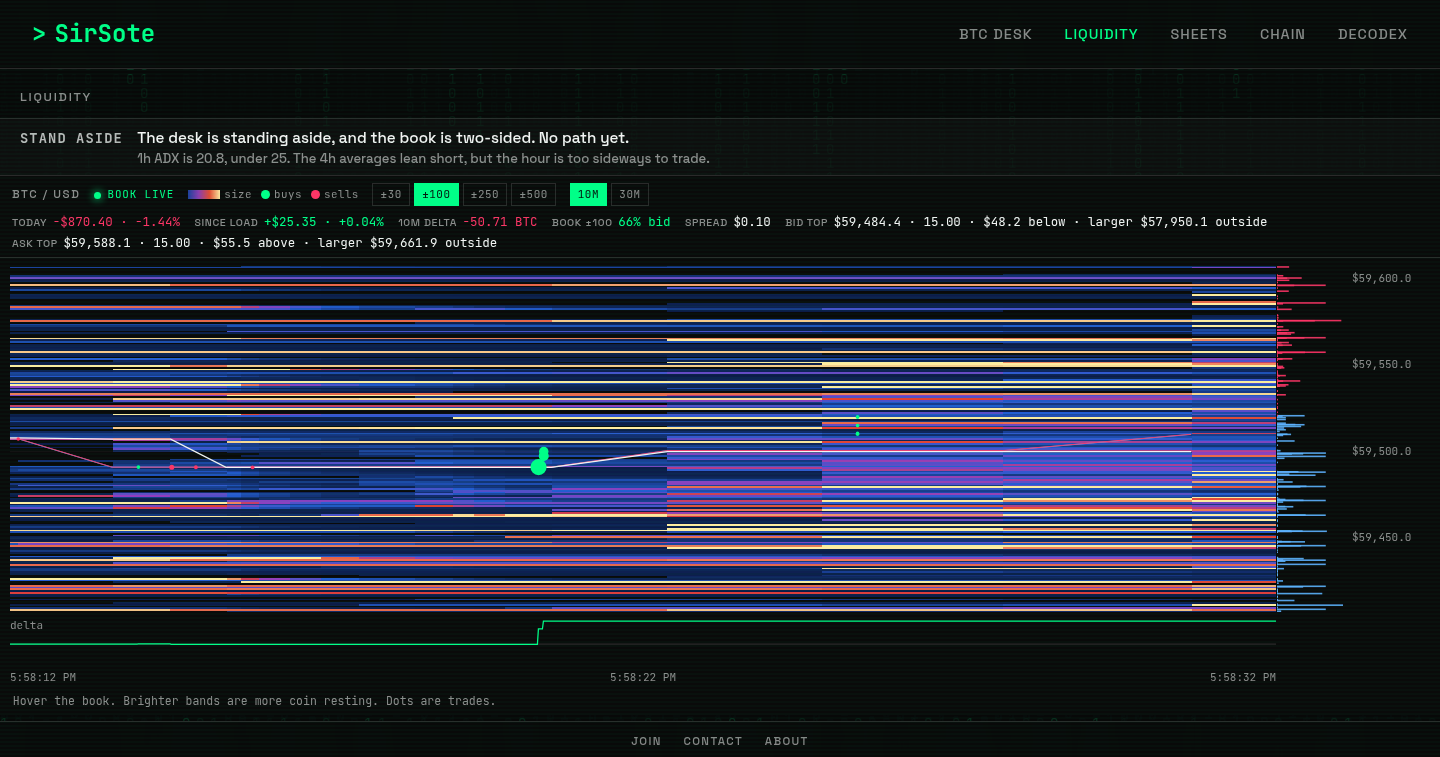 > SirSote
BTC DESK LIQUIDITY SHEETS CHAIN DECODEX
LIQUIDITY
STAND ASIDE The desk is standing aside, and the book is two-sided. No path yet.
1h ADX is 20.8, under 25. The 4h averages lean short, but the hour is too sideways to trade.
BTC / USD BOOK LIVE size buys sells ±30 ±100 ±250 ±500 10M 30M
TODAY -$870.40 · -1.44% SINCE LOAD +$25.35 · +0.04% 10M DELTA -50.71 BTC BOOK ±100 66% bid SPREAD $0.10 BID TOP $59,484.4 · 15.00 · $48.2 below · larger $57,950.1 outside
ASK TOP $59,588.1 · 15.00 · $55.5 above · larger $59,661.9 outside
$59,600.0
$59,550.0
$59,500.0
$59,450.0
delta
5:58:12 PM 5:58:22 PM 5:58:32 PM
Hover the book. Brighter bands are more coin resting. Dots are trades.
JOIN CONTACT ABOUT